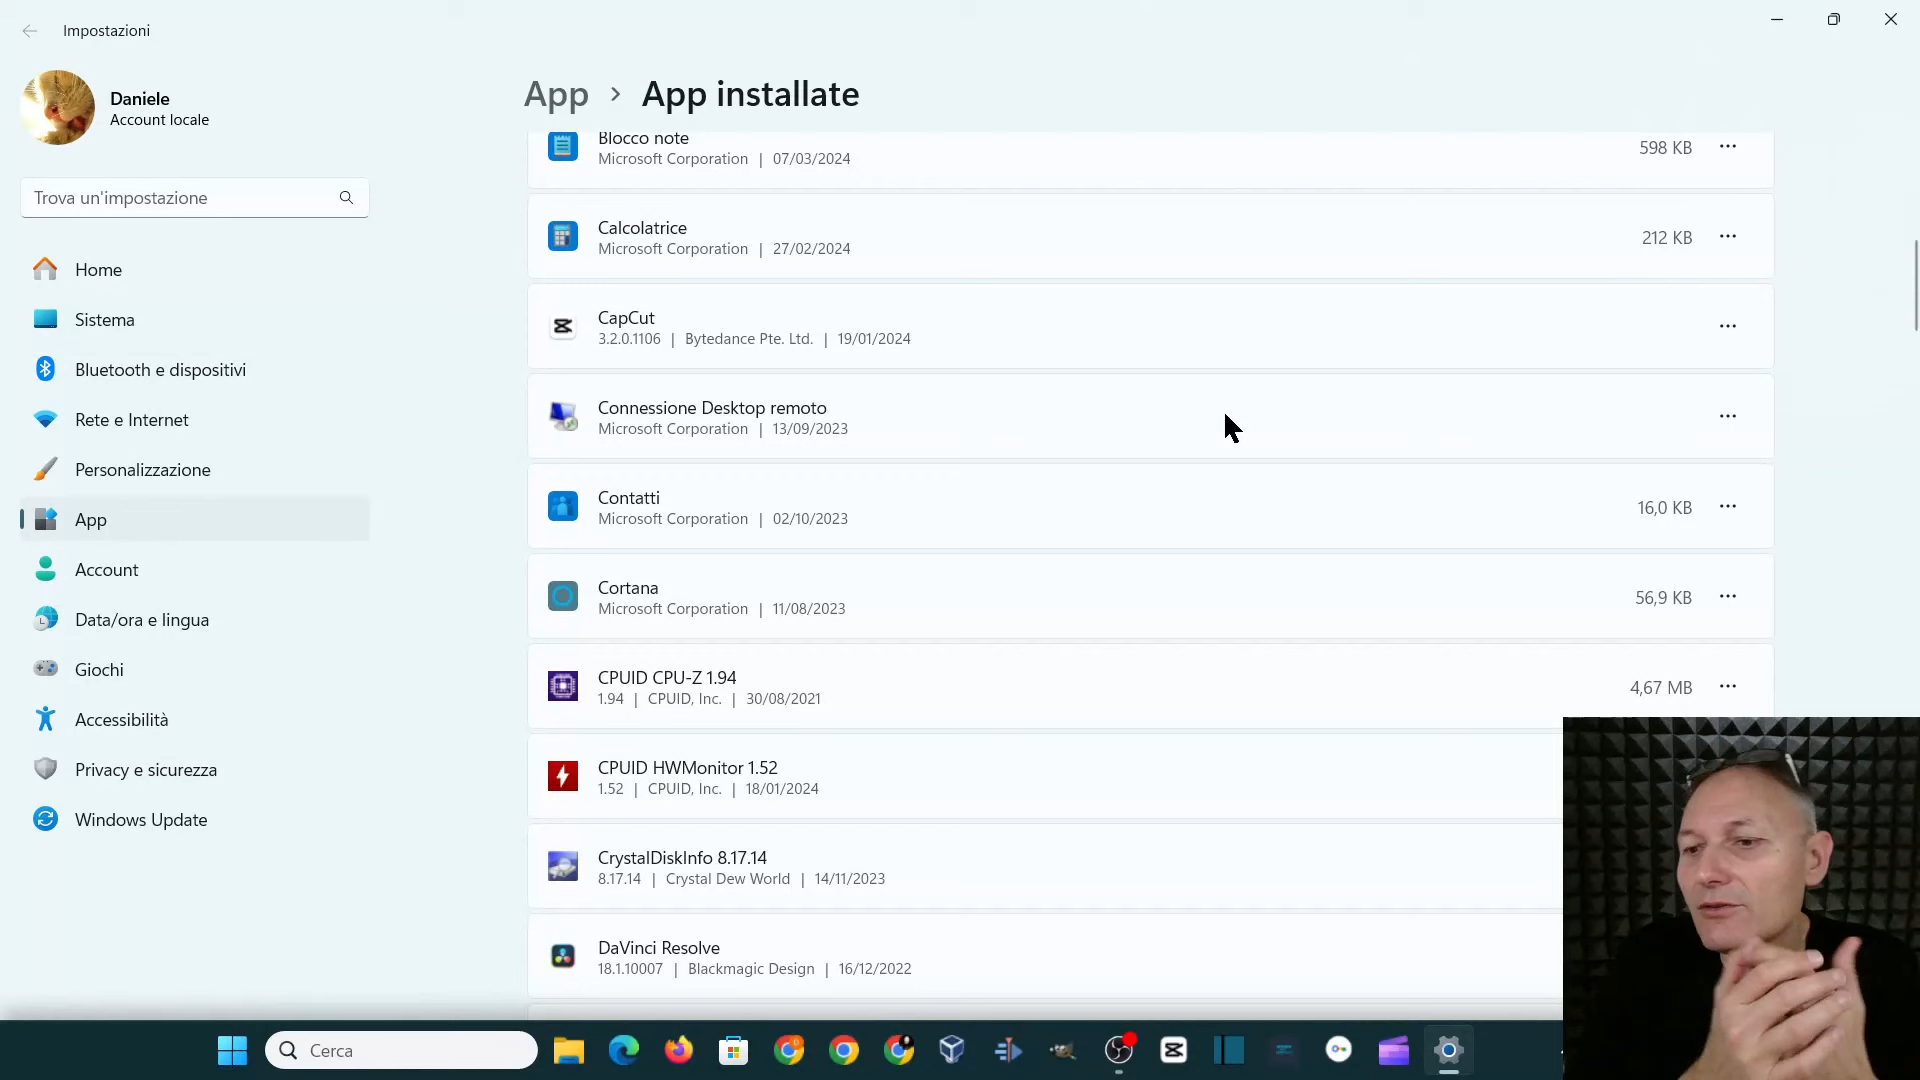 Impostazioni
Daniele
Account locale
Trova un'impostazione
Home
Sistema
Bluetooth e dispositivi
Rete e Internet
Personalizzazione
App
Account
Data/ora e lingua
Giochi
Accessibilità
Privacy e sicurezza
Windows Update
App > App installate
Blocco note
598 KB
Microsoft Corporation | 07/03/2024
Calcolatrice
212 KB
Microsoft Corporation | 27/02/2024
CapCut
3.2.0.1106 | Bytedance Pte. Ltd. | 19/01/2024
Connessione Desktop remoto
Microsoft Corporation | 13/09/2023
Contatti
16,0 KB
Microsoft Corporation | 02/10/2023
Cortana
56,9 KB
Microsoft Corporation | 11/08/2023
CPUID CPU-Z 1.94
4,67 MB
1.94 | CPUID, Inc. | 30/08/2021
CPUID HWMonitor 1.52
1.52 | CPUID, Inc. | 18/01/2024
CrystalDiskInfo 8.17.14
8.17.14 | Crystal Dew World | 14/11/2023
DaVinci Resolve
18.1.10007 | Blackmagic Design | 16/12/2022
Cerca